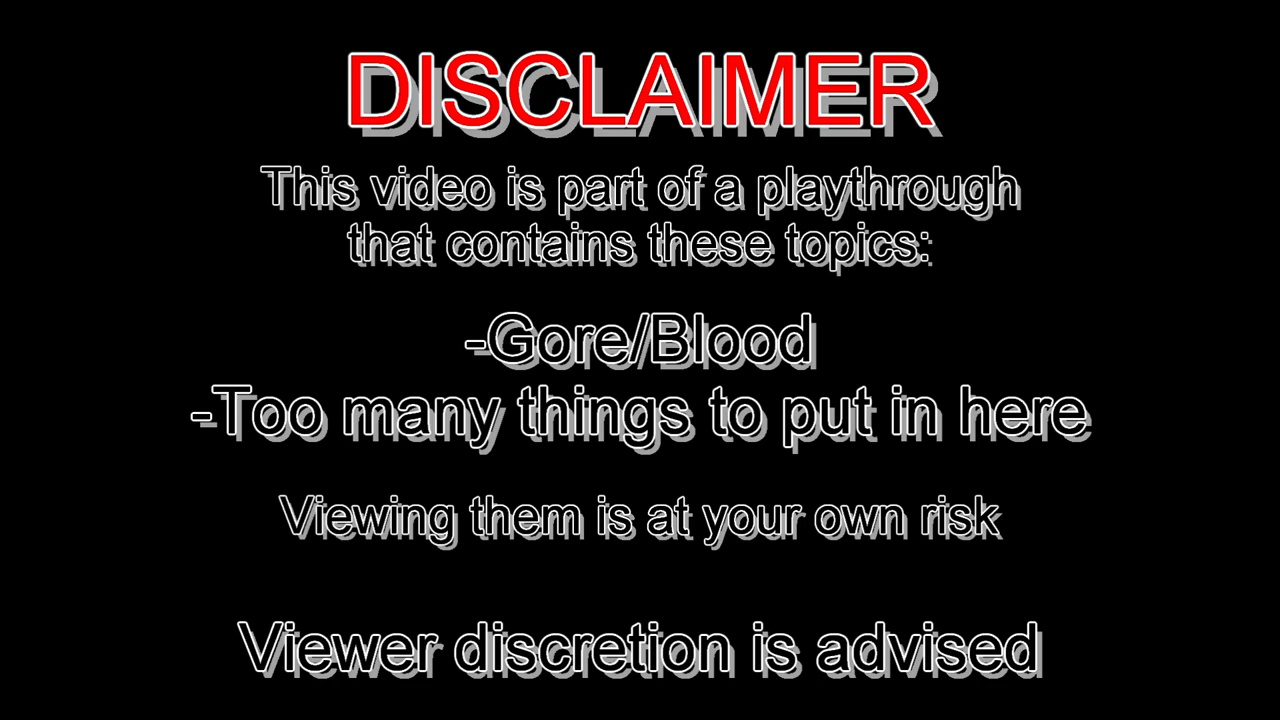 DISCLAIMER
This video is part of a playthrough
that contains these topics:
-Gore/Blood
-Too many things to put in here
Viewing them is at your own risk
Viewer discretion is advised